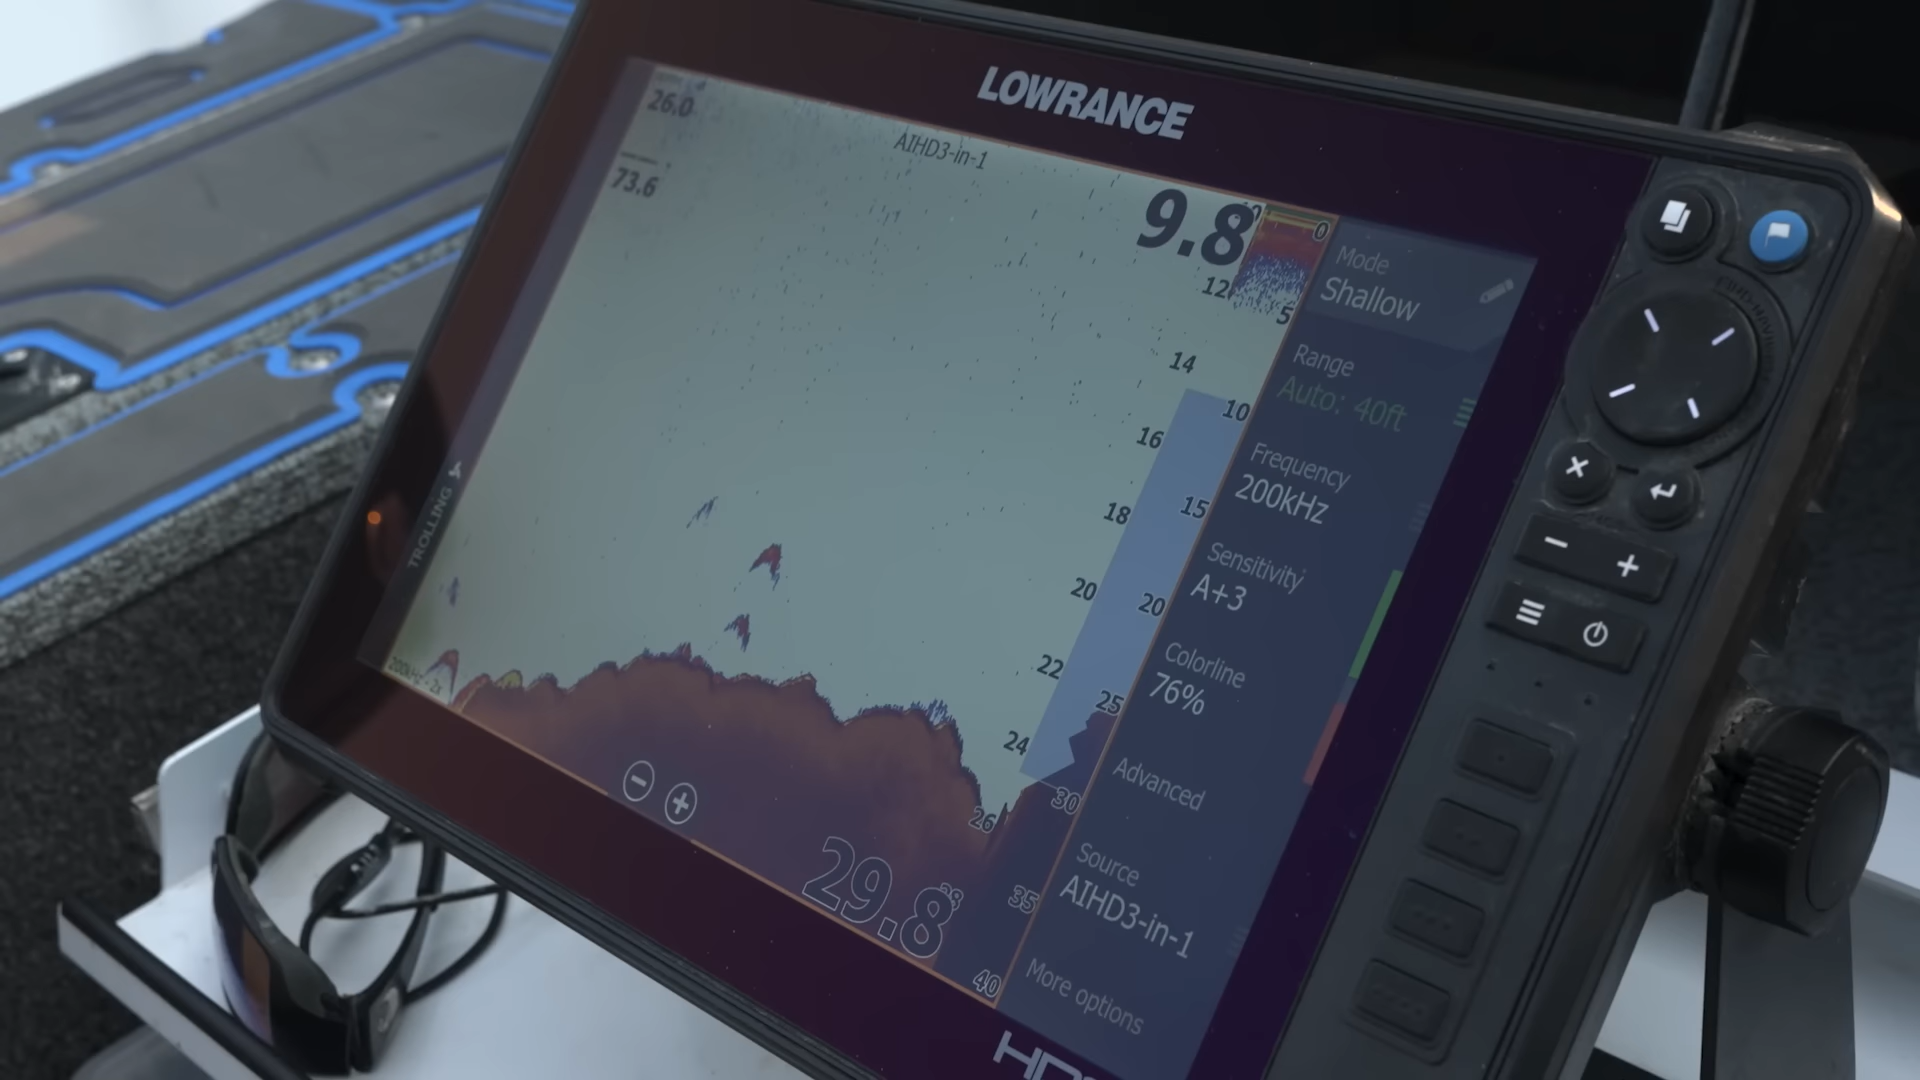 LOWRANCE
26.0
AIHD3-in-1
73.6
9.8
0
12
5
14
10
16
15
18
20
20
22
25
24
30
26
35
28
40
29.8
TROLLING
200kHz - 2x
Mode
Shallow
Range
Auto: 40ft
Frequency
200kHz
Sensitivity
A+3
Colorline
76%
Advanced
Source
AIHD3-in-1
More options